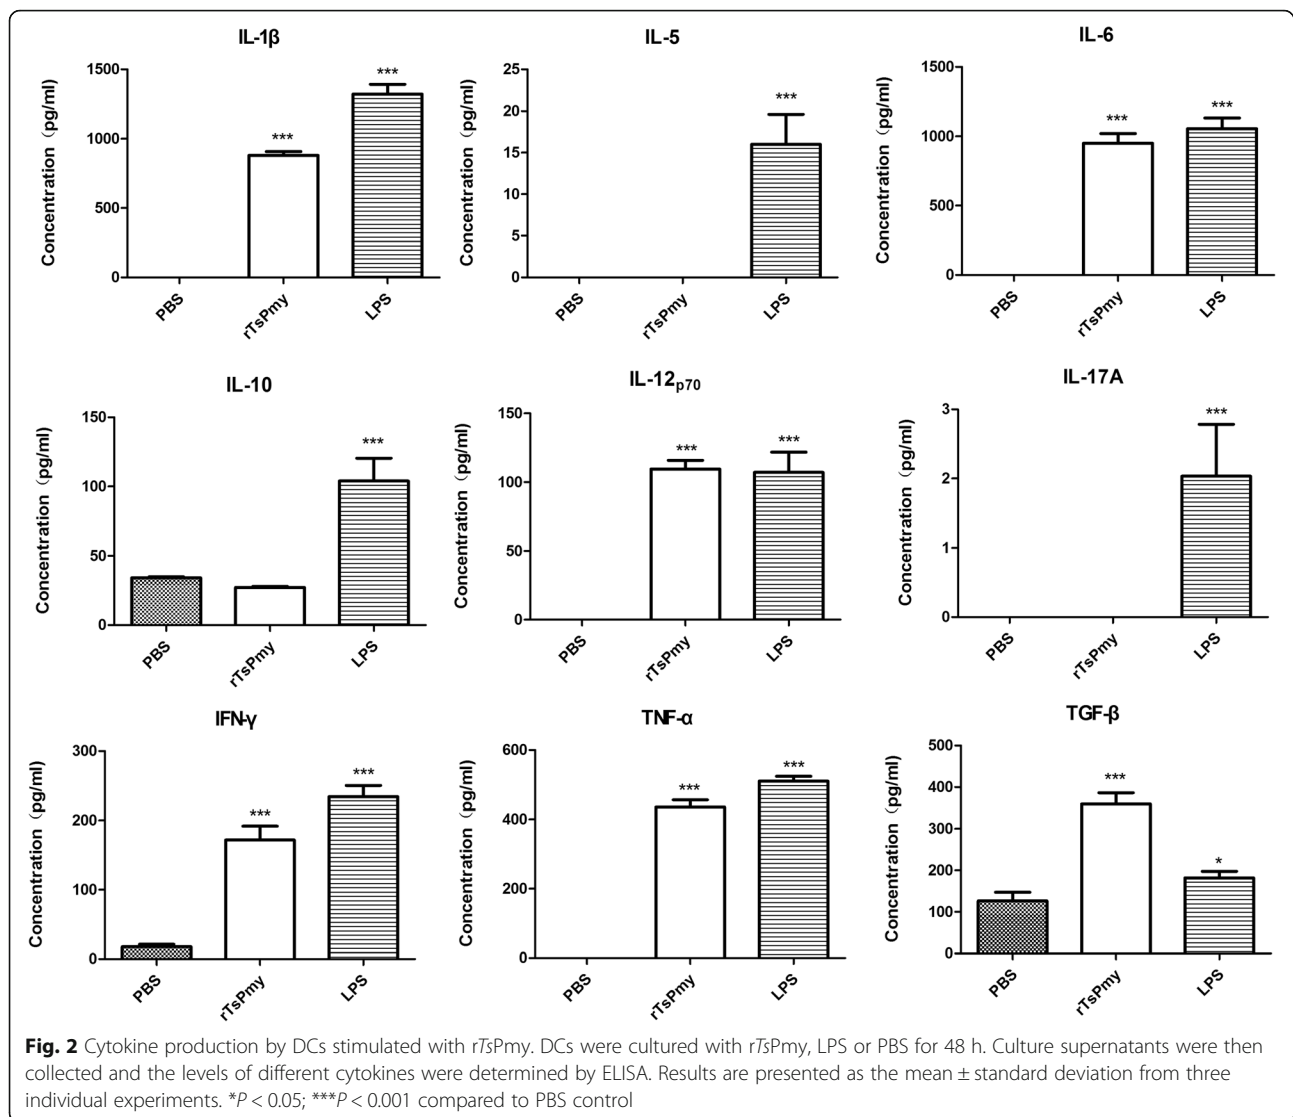 IL-1β
Concentration (pg/ml)
1500
1000
500
0
***
***
PBS
rTsPmy
LPS
IL-5
Concentration (pg/ml)
25
20
15
10
5
0
***
PBS
rTsPmy
LPS
IL-6
Concentration (pg/ml)
1500
1000
500
0
***
***
PBS
rTsPmy
LPS
IL-10
Concentration (pg/ml)
150
100
50
0
***
PBS
rTsPmy
LPS
IL-12p70
Concentration (pg/ml)
150
100
50
0
***
***
PBS
rTsPmy
LPS
IL-17A
Concentration (pg/ml)
3
2
1
0
***
PBS
rTsPmy
LPS
IFN-γ
Concentration (pg/ml)
300
200
100
0
***
***
PBS
rTsPmy
LPS
TNF-α
Concentration (pg/ml)
600
400
200
0
***
***
PBS
rTsPmy
LPS
TGF-β
Concentration (pg/ml)
500
400
300
200
100
0
***
*
PBS
rTsPmy
LPS
Fig. 2 Cytokine production by DCs stimulated with rTsPmy. DCs were cultured with rTsPmy, LPS or PBS for 48 h. Culture supernatants were then
collected and the levels of different cytokines were determined by ELISA. Results are presented as the mean ± standard deviation from three
individual experiments. *P < 0.05; ***P < 0.001 compared to PBS control